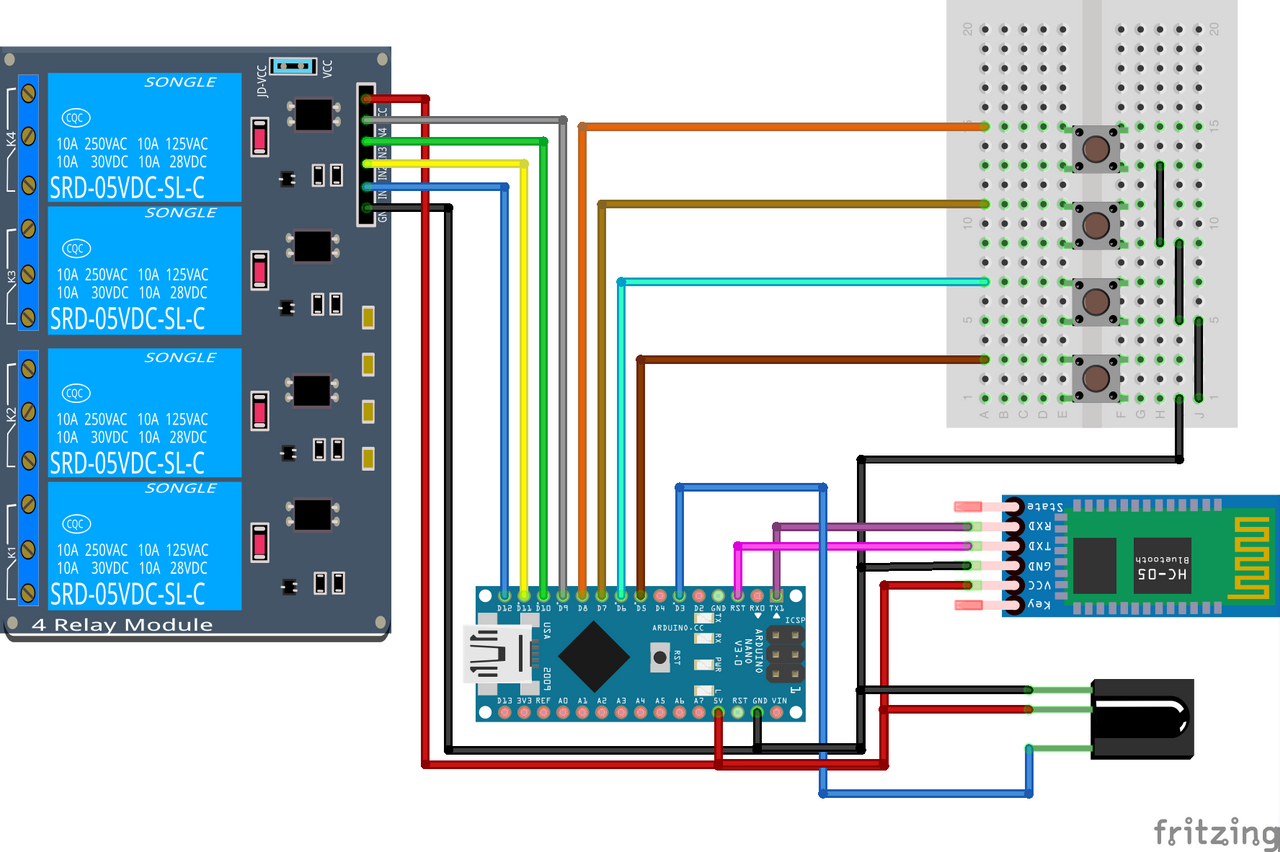 JD-VCC
VCC
SONGLE
CQC
10A 250VAC 10A 125VAC
10A 30VDC 10A 28VDC
SRD-05VDC-SL-C
K4
SONGLE
CQC
10A 250VAC 10A 125VAC
10A 30VDC 10A 28VDC
SRD-05VDC-SL-C
K3
SONGLE
CQC
10A 250VAC 10A 125VAC
10A 30VDC 10A 28VDC
SRD-05VDC-SL-C
K2
SONGLE
CQC
10A 250VAC 10A 125VAC
10A 30VDC 10A 28VDC
SRD-05VDC-SL-C
K1
4 Relay Module
20 20
15 15
10 10
5 5
1 1
A B C D E F G H J
State
RXD
TXD
GND
VCC
Key
HC-05
Bluetooth
D12 D11 D10 D9 D8 D7 D6 D5 D4 D3 D2 GND RST RX0 TX1
TX
RX
PWR
L
USA
2009
ARDUINO.CC
RST
ARDUINO
NANO
V3.0
ICSP
1
D13 3V3 REF A0 A1 A2 A3 A4 A5 A6 A7 5V RST GND VIN
fritzing